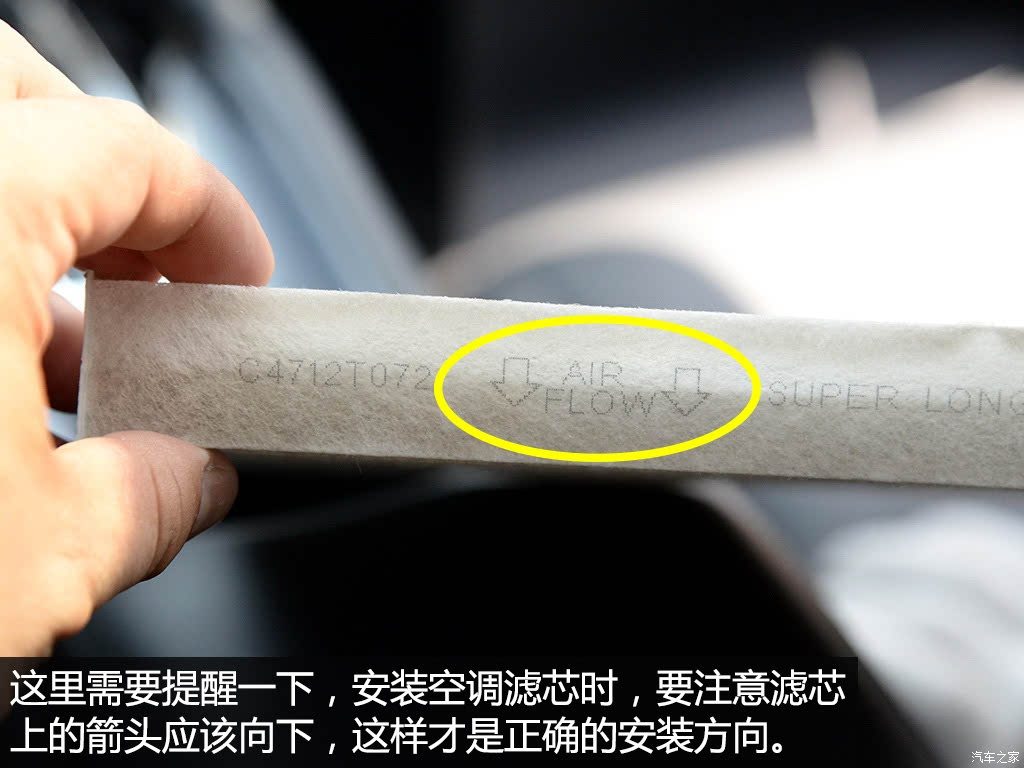 C4712T072
AIR
FLOW
SUPER LONG
这里需要提醒一下，安装空调滤芯时，要注意滤芯
上的箭头应该向下，这样才是正确的安装方向。
汽车之家